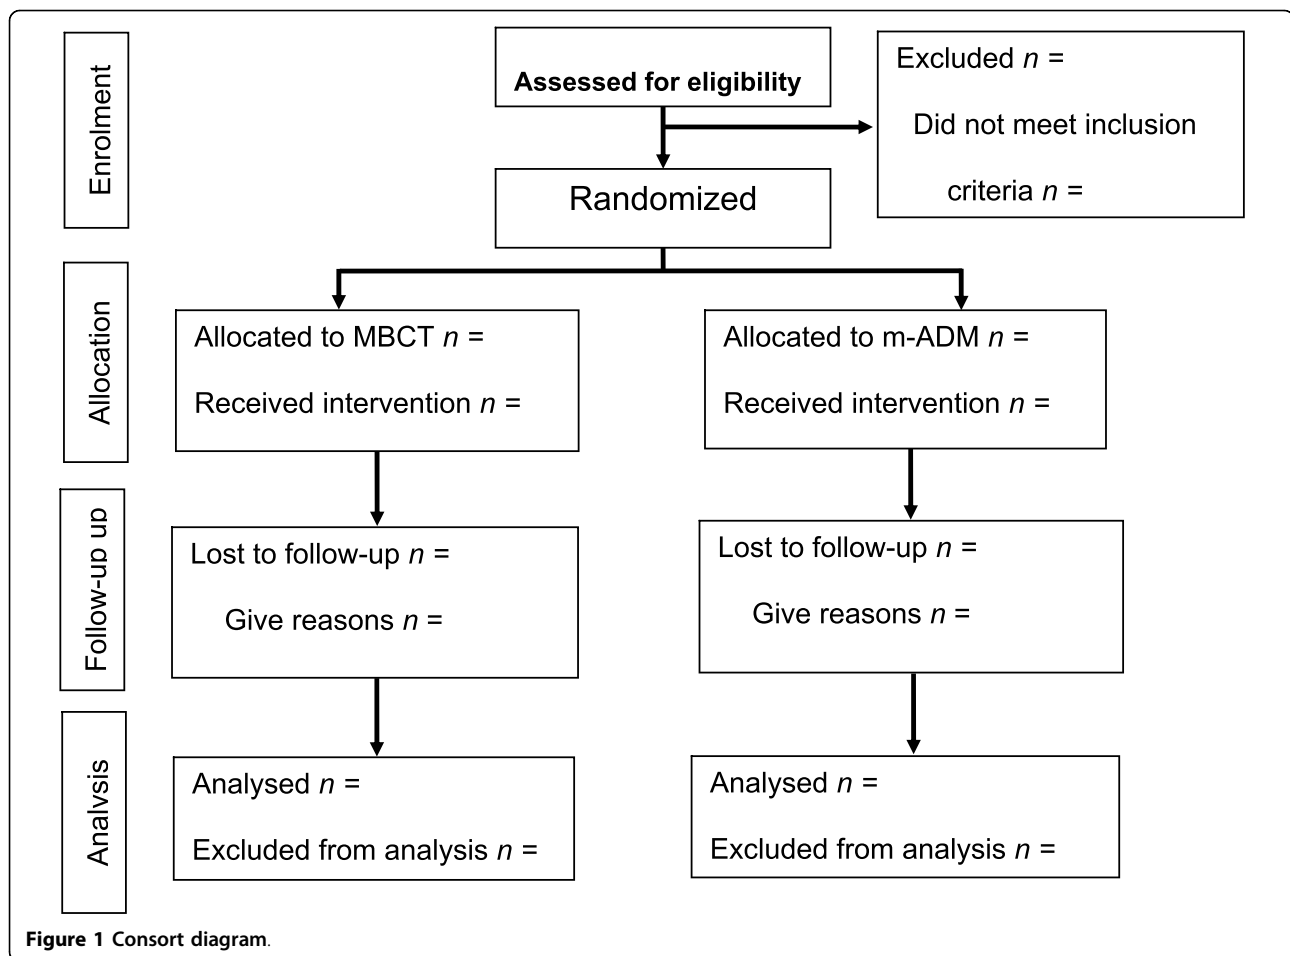 Enrolment
Assessed for eligibility
Excluded n =
Did not meet inclusion
criteria n =
Randomized
Allocation
Allocated to MBCT n =
Received intervention n =
Allocated to m-ADM n =
Received intervention n =
Follow-up up
Lost to follow-up n =
Give reasons n =
Lost to follow-up n =
Give reasons n =
Analysis
Analysed n =
Excluded from analysis n =
Analysed n =
Excluded from analysis n =
Figure 1 Consort diagram.